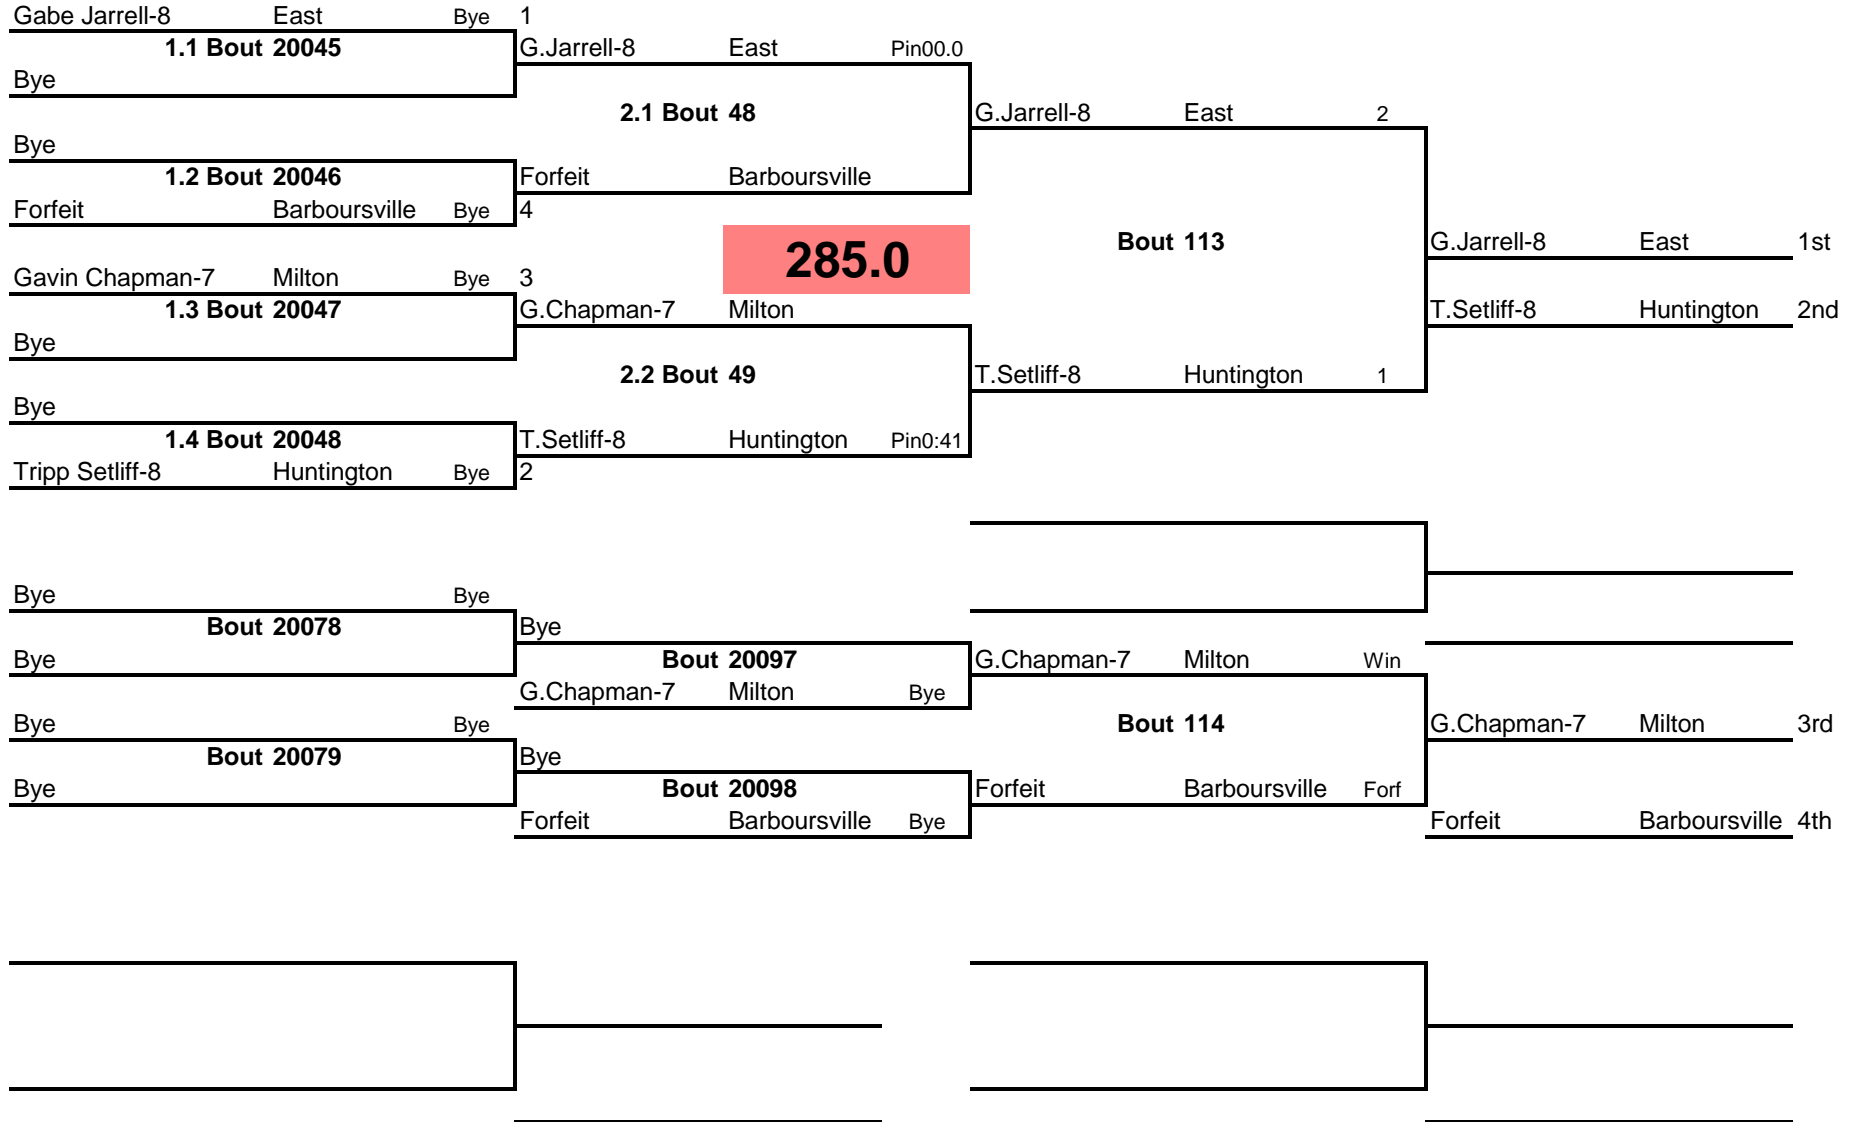 Gabe Jarrell-8 East Bye 1
1.1 Bout 20045 G.Jarrell-8 East Pin00.0
Bye
2.1 Bout 48 G.Jarrell-8 East 2
Bye
1.2 Bout 20046 Forfeit Barboursville
Forfeit Barboursville Bye 4
285.0 Bout 113 G.Jarrell-8 East 1st
Gavin Chapman-7 Milton Bye 3
1.3 Bout 20047 G.Chapman-7 Milton T.Setliff-8 Huntington 2nd
Bye
2.2 Bout 49 T.Setliff-8 Huntington 1
Bye
1.4 Bout 20048 T.Setliff-8 Huntington Pin0:41
Tripp Setliff-8 Huntington Bye 2
Bye Bye
Bout 20078 Bye
Bye Bout 20097 G.Chapman-7 Milton Win
G.Chapman-7 Milton Bye
Bye Bye Bout 114 G.Chapman-7 Milton 3rd
Bout 20079 Bye
Bye Bout 20098 Forfeit Barboursville Forf
Forfeit Barboursville Bye Forfeit Barboursville 4th